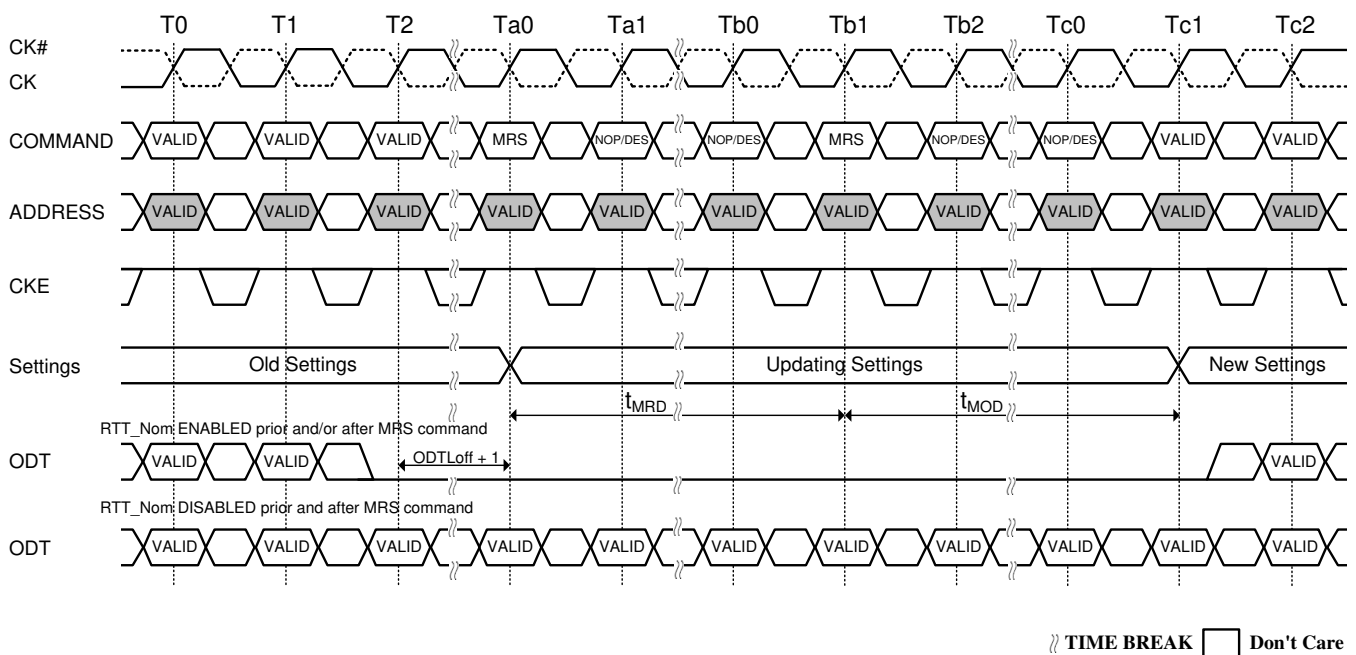 T0 T1 T2 Ta0 Ta1 Tb0 Tb1 Tb2 Tc0 Tc1 Tc2
CK#
CK
COMMAND VALID VALID VALID MRS NOP/DES NOP/DES MRS NOP/DES NOP/DES VALID VALID
ADDRESS VALID VALID VALID VALID VALID VALID VALID VALID VALID VALID VALID
CKE
Settings Old Settings Updating Settings New Settings
tMRD tMOD
RTT_Nom ENABLED prior and/or after MRS command
ODT VALID VALID ODTLoff + 1 VALID
RTT_Nom DISABLED prior and after MRS command
ODT VALID VALID VALID VALID VALID VALID VALID VALID VALID VALID VALID
TIME BREAK Don't Care